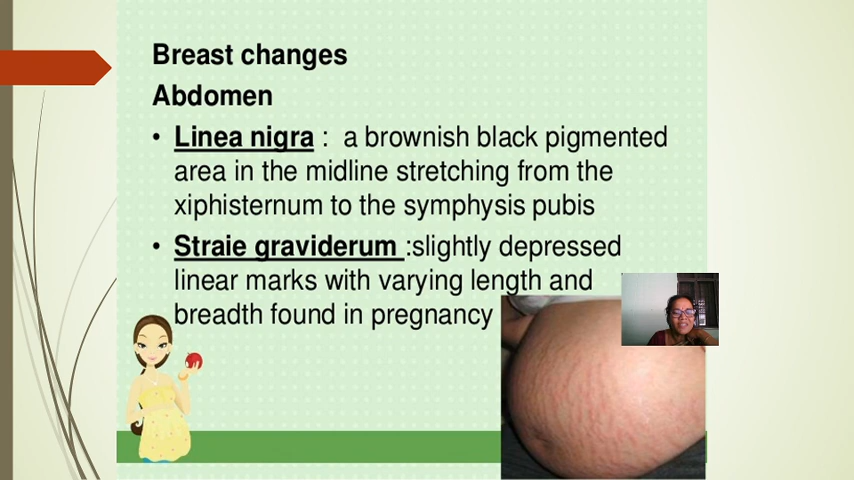 Breast changes
Abdomen
• Linea nigra : a brownish black pigmented
area in the midline stretching from the
xiphisternum to the symphysis pubis
• Straie graviderum :slightly depressed
linear marks with varying length and
breadth found in pregnancy